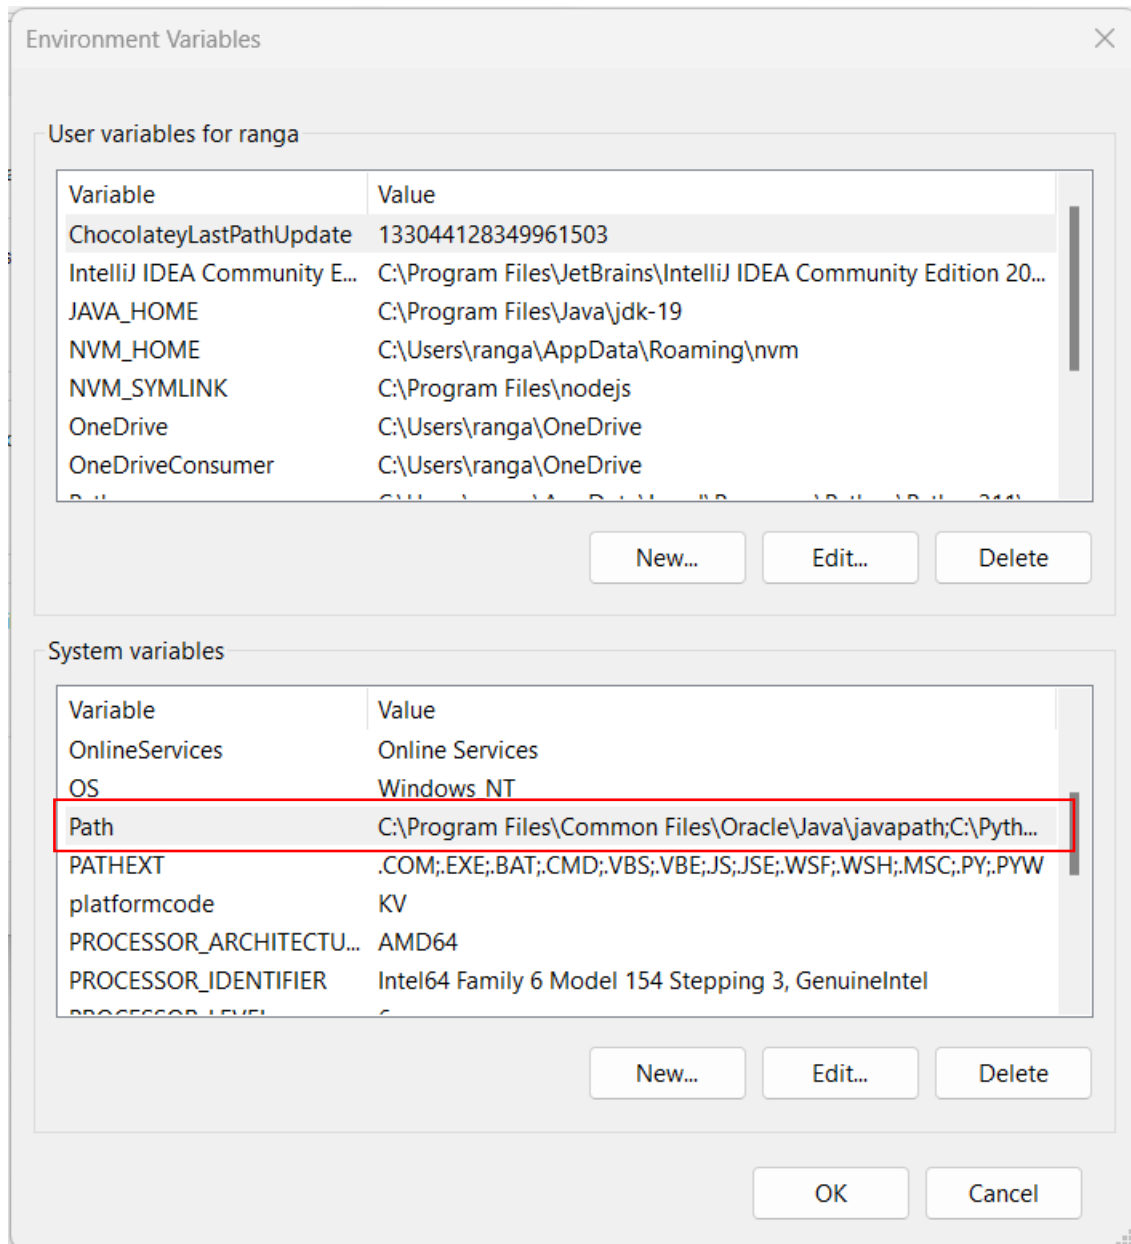 Environment Variables
User variables for ranga
Variable Value
ChocolateyLastPathUpdate 133044128349961503
IntelliJ IDEA Community E... C:\Program Files\JetBrains\IntelliJ IDEA Community Edition 20...
JAVA_HOME C:\Program Files\Java\jdk-19
NVM_HOME C:\Users\ranga\AppData\Roaming\nvm
NVM_SYMLINK C:\Program Files\nodejs
OneDrive C:\Users\ranga\OneDrive
OneDriveConsumer C:\Users\ranga\OneDrive
New... Edit... Delete
System variables
Variable Value
OnlineServices Online Services
OS Windows_NT
Path C:\Program Files\Common Files\Oracle\Java\javapath;C:\Pyth...
PATHEXT .COM;.EXE;.BAT;.CMD;.VBS;.VBE;.JS;.JSE;.WSF;.WSH;.MSC;.PY;.PYW
platformcode KV
PROCESSOR_ARCHITECTU... AMD64
PROCESSOR_IDENTIFIER Intel64 Family 6 Model 154 Stepping 3, GenuineIntel
New... Edit... Delete
OK Cancel